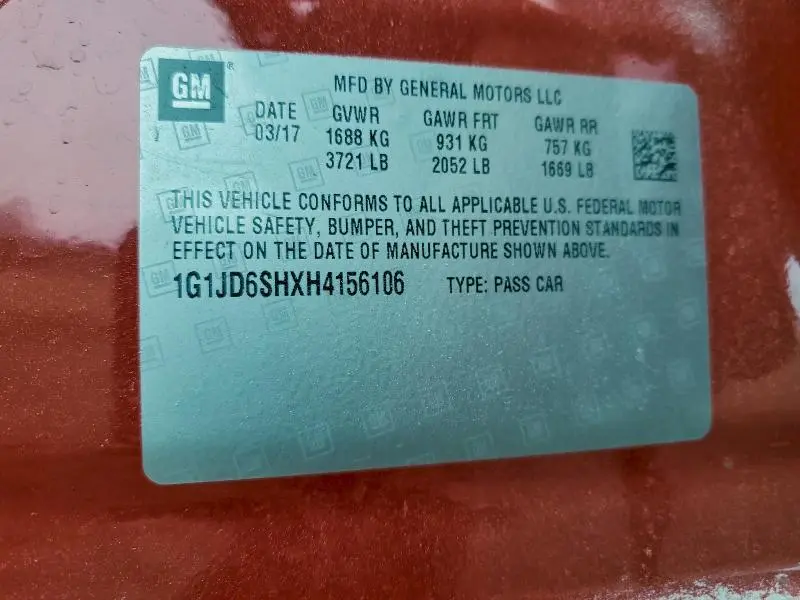 GM®
MFD BY GENERAL MOTORS LLC
DATE GVWR GAWR FRT GAWR RR
03/17 1688 KG 931 KG 757 KG
3721 LB 2052 LB 1669 LB
THIS VEHICLE CONFORMS TO ALL APPLICABLE U.S. FEDERAL MOTOR
VEHICLE SAFETY, BUMPER, AND THEFT PREVENTION STANDARDS IN
EFFECT ON THE DATE OF MANUFACTURE SHOWN ABOVE.
1G1JD6SHXH4156106 TYPE: PASS CAR